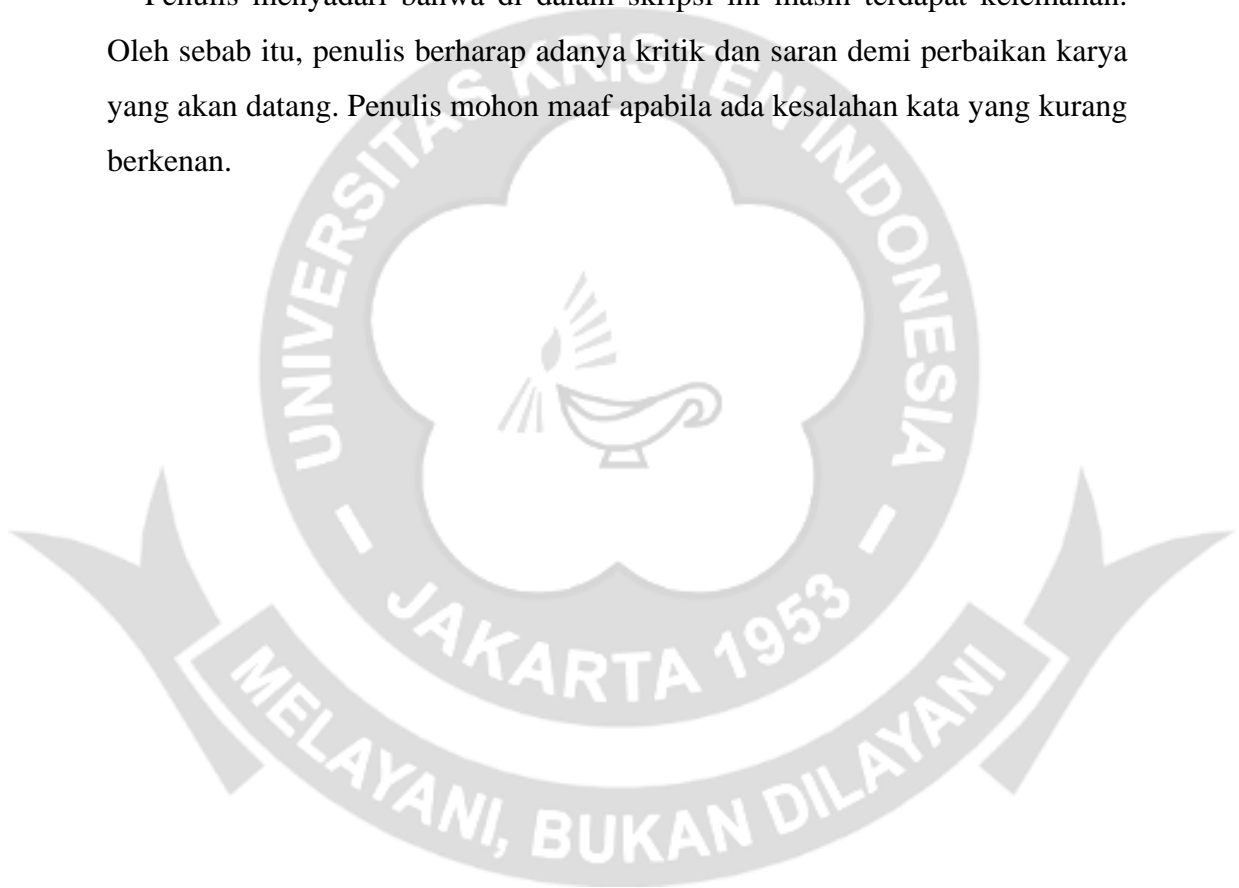 Penulis menyadari bahwa di dalam skripsi ini masih terdapat kelemahan.
Oleh sebab itu, penulis berharap adanya kritik dan saran demi perbaikan karya
yang akan datang. Penulis mohon maaf apabila ada kesalahan kata yang kurang
berkenan.
UNIVERSITAS KRISTEN INDONESIA
JAKARTA 1953
MELAYANI, BUKAN DILAYANI